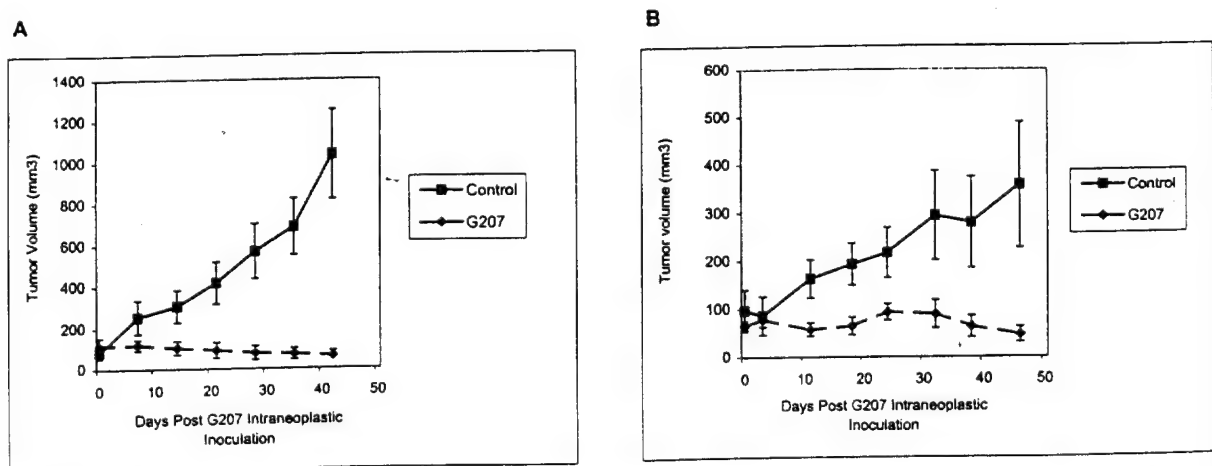 A
1400
1200
1000
800
600
400
200
0
0 10 20 30 40 50
Tumor Volume (mm3)
Days Post G207 Intraneoplastic
Inoculation
Control
G207
B
600
500
400
300
200
100
0
0 10 20 30 40 50
Tumor Volume (mm3)
Days Post G207 Intraneoplastic
Inoculation
Control
G207